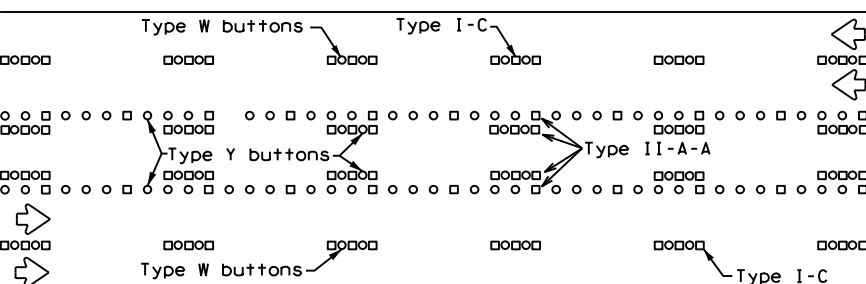 Type W buttons
Type I-C
Type Y buttons
Type II-A-A
Type W buttons
Type I-C